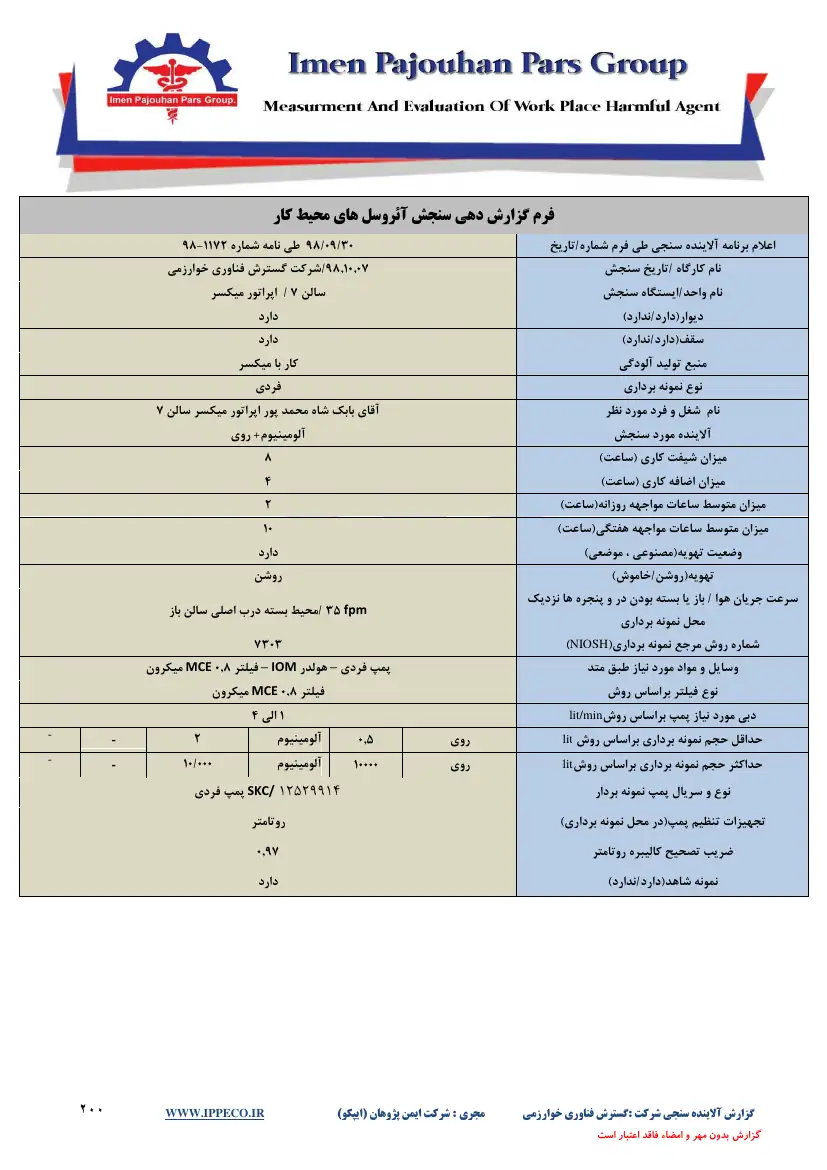 Imen Pajouhan Pars Group
Imen Pajouhan Pars Group.
Measurment And Evaluation Of Work Place Harmful Agent
فرم گزارش دهی سنجش آئروسل های محیط کار
اعلام برنامه آلاینده سنجی طی فرم شماره/تاریخ ۹۸/۰۹/۳۰ طی نامه شماره ۱۱۷۲-۹۸
نام کارگاه /تاریخ سنجش ۹۸,۱۰,۰۷/شرکت گسترش فناوری خوارزمی
نام واحد/ایستگاه سنجش سالن ۷ / اپراتور میکسر
دیوار(دارد/ندارد) دارد
سقف(دارد/ندارد) دارد
منبع تولید آلودگی کار با میکسر
نوع نمونه برداری فردی
نام شغل و فرد مورد نظر آقای بابک شاه محمد پور اپراتور میکسر سالن ۷
آلاینده مورد سنجش آلومینیوم+ روی
میزان شیفت کاری (ساعت) ۸
میزان اضافه کاری (ساعت) ۴
میزان متوسط ساعات مواجهه روزانه(ساعت) ۲
میزان متوسط ساعات مواجهه هفتگی(ساعت) ۱۰
وضعیت تهویه(مصنوعی ، موضعی) دارد
تهویه(روشن/خاموش) روشن
سرعت جریان هوا / باز یا بسته بودن در و پنجره ها نزدیک
محل نمونه برداری ۳۵ fpm /محیط بسته درب اصلی سالن باز
شماره روش مرجع نمونه برداری(NIOSH) ۷۳۰۳
وسایل و مواد مورد نیاز طبق متد پمپ فردی – هولدر IOM – فیلتر MCE ۰,۸ میکرون
نوع فیلتر براساس روش فیلتر MCE ۰,۸ میکرون
دبی مورد نیاز پمپ براساس روش lit/min ۱ الی ۴
حداقل حجم نمونه برداری براساس روش lit روی ۰,۵ آلومینیوم ۲ - -
حداکثر حجم نمونه برداری براساس روش lit روی ۱۰۰۰۰ آلومینیوم ۱۰/۰۰۰ - -
نوع و سریال پمپ نمونه بردار پمپ فردی SKC/ ۱۲۵۲۹۹۱۴
تجهیزات تنظیم پمپ(در محل نمونه برداری) روتامتر
ضریب تصحیح کالیبره روتامتر ۰,۹۷
نمونه شاهد(دارد/ندارد) دارد
گزارش آلاینده سنجی شرکت :گسترش فناوری خوارزمی مجری : شرکت ایمن پژوهان (ایپکو) WWW.IPPECO.IR ۲۰۰
گزارش بدون مهر و امضاء فاقد اعتبار است